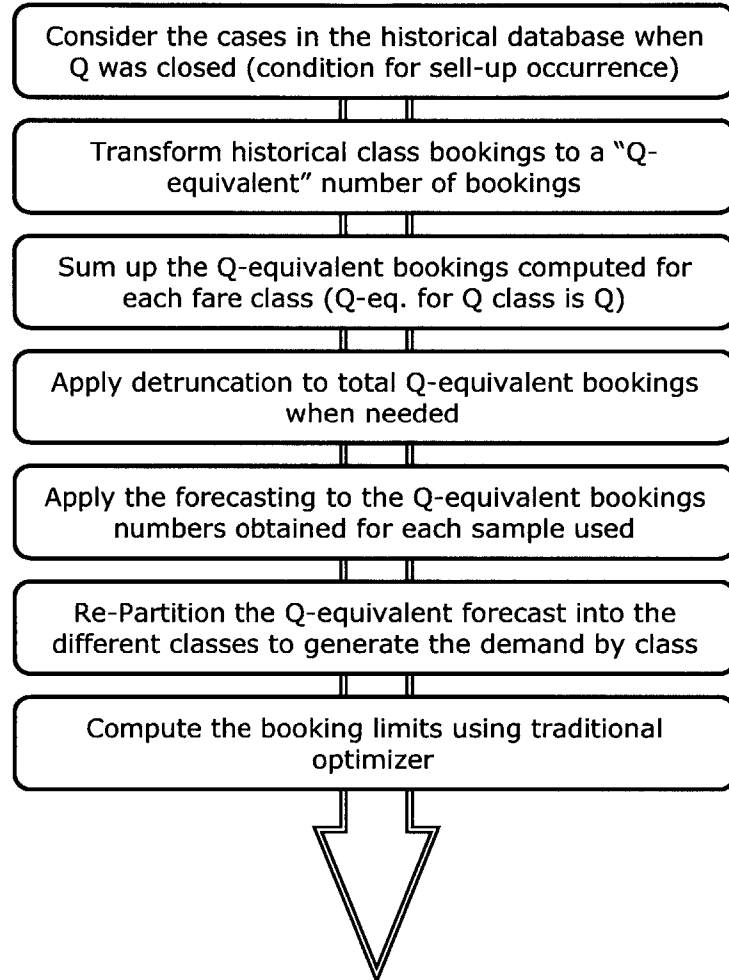 Consider the cases in the historical database when
Q was closed (condition for sell-up occurrence)
Transform historical class bookings to a “Q-
equivalent” number of bookings
Sum up the Q-equivalent bookings computed for
each fare class (Q-eq. for Q class is Q)
Apply detruncation to total Q-equivalent bookings
when needed
Apply the forecasting to the Q-equivalent bookings
numbers obtained for each sample used
Re-Partition the Q-equivalent forecast into the
different classes to generate the demand by class
Compute the booking limits using traditional
optimizer